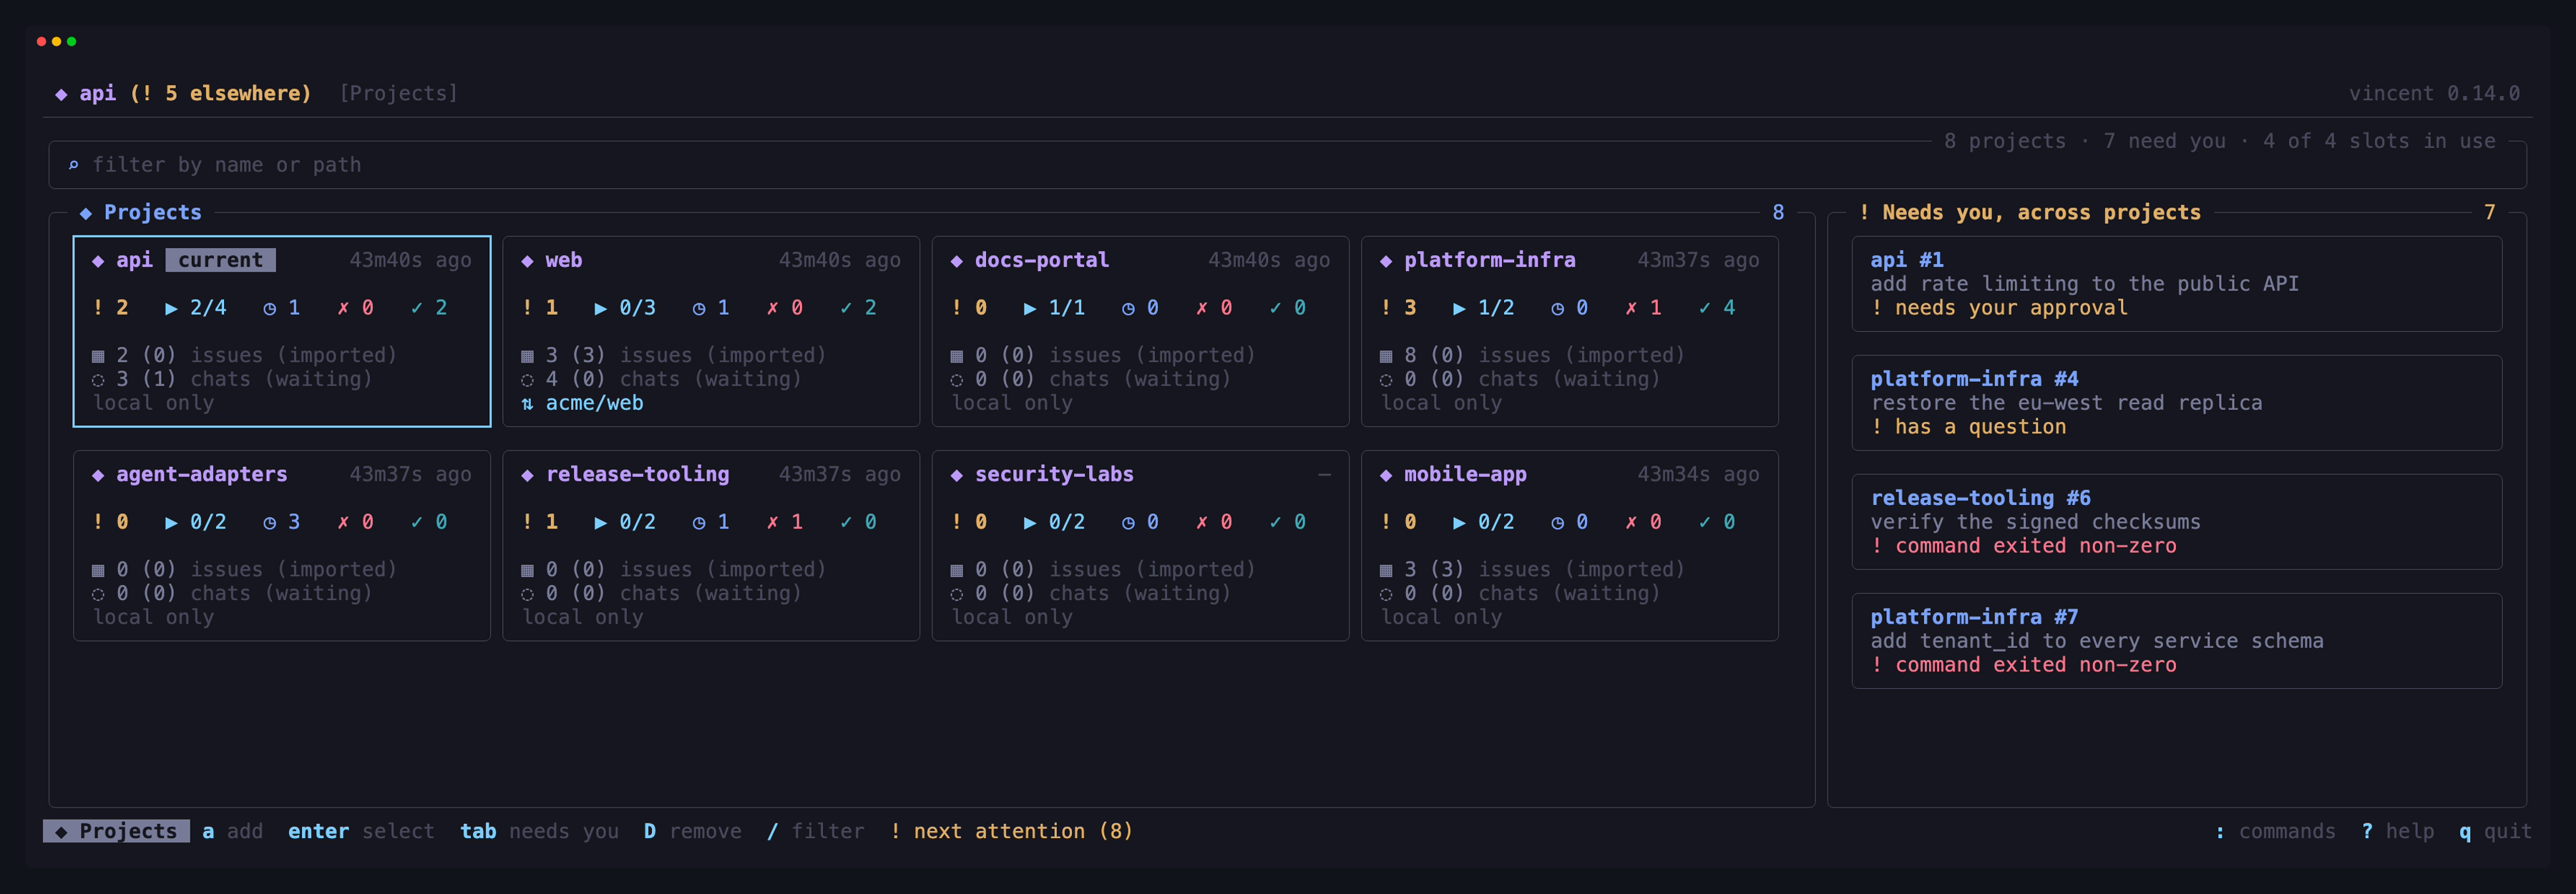 ◆ api (! 5 elsewhere) [Projects] vincent 0.14.0
8 projects · 7 need you · 4 of 4 slots in use
⌕ filter by name or path
◆ Projects 8
◆ api current 43m40s ago
! 2 ▶ 2/4 ◷ 1 ✗ 0 ✓ 2
▦ 2 (0) issues (imported)
◌ 3 (1) chats (waiting)
local only
◆ web 43m40s ago
! 1 ▶ 0/3 ◷ 1 ✗ 0 ✓ 2
▦ 3 (3) issues (imported)
◌ 4 (0) chats (waiting)
⇅ acme/web
◆ docs-portal 43m40s ago
! 0 ▶ 1/1 ◷ 0 ✗ 0 ✓ 0
▦ 0 (0) issues (imported)
◌ 0 (0) chats (waiting)
local only
◆ platform-infra 43m37s ago
! 3 ▶ 1/2 ◷ 0 ✗ 1 ✓ 4
▦ 8 (0) issues (imported)
◌ 0 (0) chats (waiting)
local only
◆ agent-adapters 43m37s ago
! 0 ▶ 0/2 ◷ 3 ✗ 0 ✓ 0
▦ 0 (0) issues (imported)
◌ 0 (0) chats (waiting)
local only
◆ release-tooling 43m37s ago
! 1 ▶ 0/2 ◷ 1 ✗ 1 ✓ 0
▦ 0 (0) issues (imported)
◌ 0 (0) chats (waiting)
local only
◆ security-labs —
! 0 ▶ 0/2 ◷ 0 ✗ 0 ✓ 0
▦ 0 (0) issues (imported)
◌ 0 (0) chats (waiting)
local only
◆ mobile-app 43m34s ago
! 0 ▶ 0/2 ◷ 0 ✗ 0 ✓ 0
▦ 3 (3) issues (imported)
◌ 0 (0) chats (waiting)
local only
! Needs you, across projects 7
api #1
add rate limiting to the public API
! needs your approval
platform-infra #4
restore the eu-west read replica
! has a question
release-tooling #6
verify the signed checksums
! command exited non-zero
platform-infra #7
add tenant_id to every service schema
! command exited non-zero
◆ Projects a add enter select tab needs you D remove / filter ! next attention (8) : commands ? help q quit